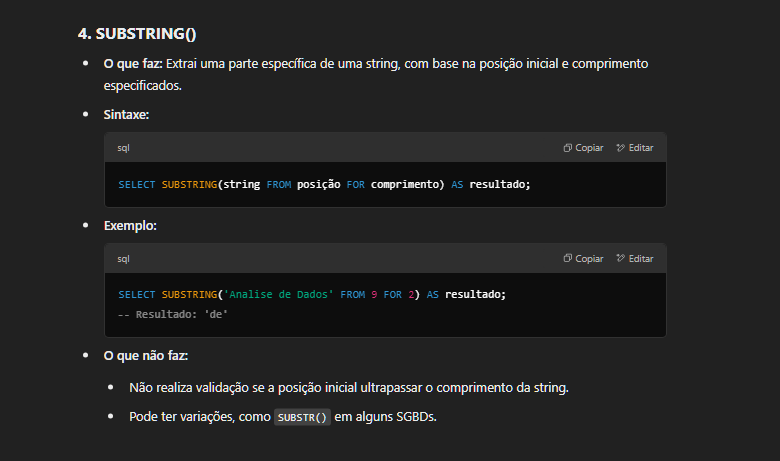 4. SUBSTRING()
O que faz: Extrai uma parte específica de uma string, com base na posição inicial e comprimento
especificados.
Sintaxe:
sql Copiar Editar
SELECT SUBSTRING(string FROM posição FOR comprimento) AS resultado;
Exemplo:
sql Copiar Editar
SELECT SUBSTRING('Analise de Dados' FROM 9 FOR 2) AS resultado;
-- Resultado: 'de'
O que não faz:
Não realiza validação se a posição inicial ultrapassar o comprimento da string.
Pode ter variações, como SUBSTR() em alguns SGBDs.